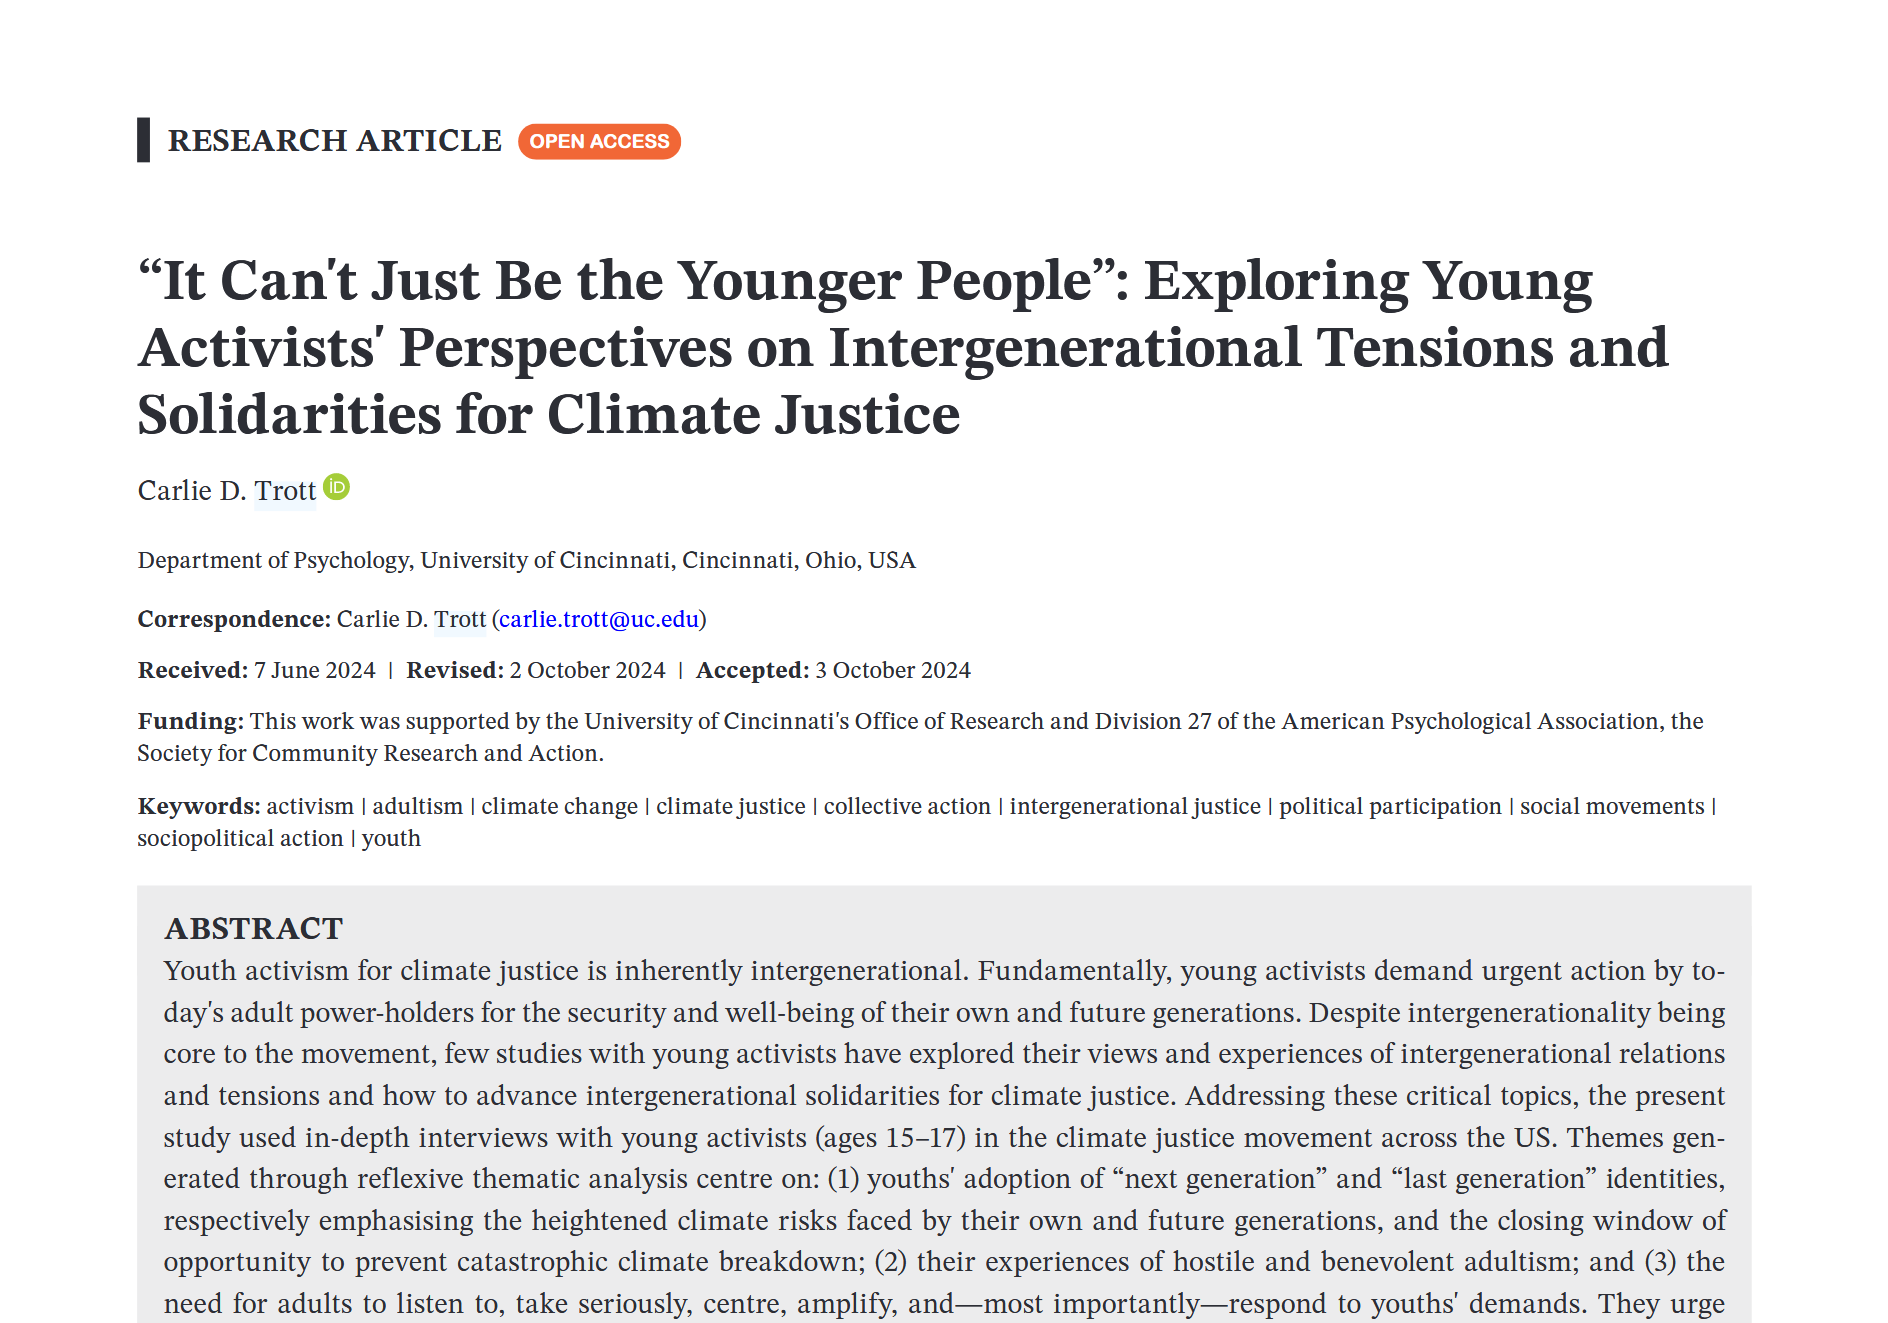 RESEARCH ARTICLE OPEN ACCESS
“It Can't Just Be the Younger People”: Exploring Young
Activists' Perspectives on Intergenerational Tensions and
Solidarities for Climate Justice
Carlie D. Trott iD
Department of Psychology, University of Cincinnati, Cincinnati, Ohio, USA
Correspondence: Carlie D. Trott (carlie.trott@uc.edu)
Received: 7 June 2024 | Revised: 2 October 2024 | Accepted: 3 October 2024
Funding: This work was supported by the University of Cincinnati's Office of Research and Division 27 of the American Psychological Association, the
Society for Community Research and Action.
Keywords: activism | adultism | climate change | climate justice | collective action | intergenerational justice | political participation | social movements |
sociopolitical action | youth
ABSTRACT
Youth activism for climate justice is inherently intergenerational. Fundamentally, young activists demand urgent action by to-
day's adult power-holders for the security and well-being of their own and future generations. Despite intergenerationality being
core to the movement, few studies with young activists have explored their views and experiences of intergenerational relations
and tensions and how to advance intergenerational solidarities for climate justice. Addressing these critical topics, the present
study used in-depth interviews with young activists (ages 15–17) in the climate justice movement across the US. Themes gen-
erated through reflexive thematic analysis centre on: (1) youths' adoption of “next generation” and “last generation” identities,
respectively emphasising the heightened climate risks faced by their own and future generations, and the closing window of
opportunity to prevent catastrophic climate breakdown; (2) their experiences of hostile and benevolent adultism; and (3) the
need for adults to listen to, take seriously, centre, amplify, and—most importantly—respond to youths' demands. They urge